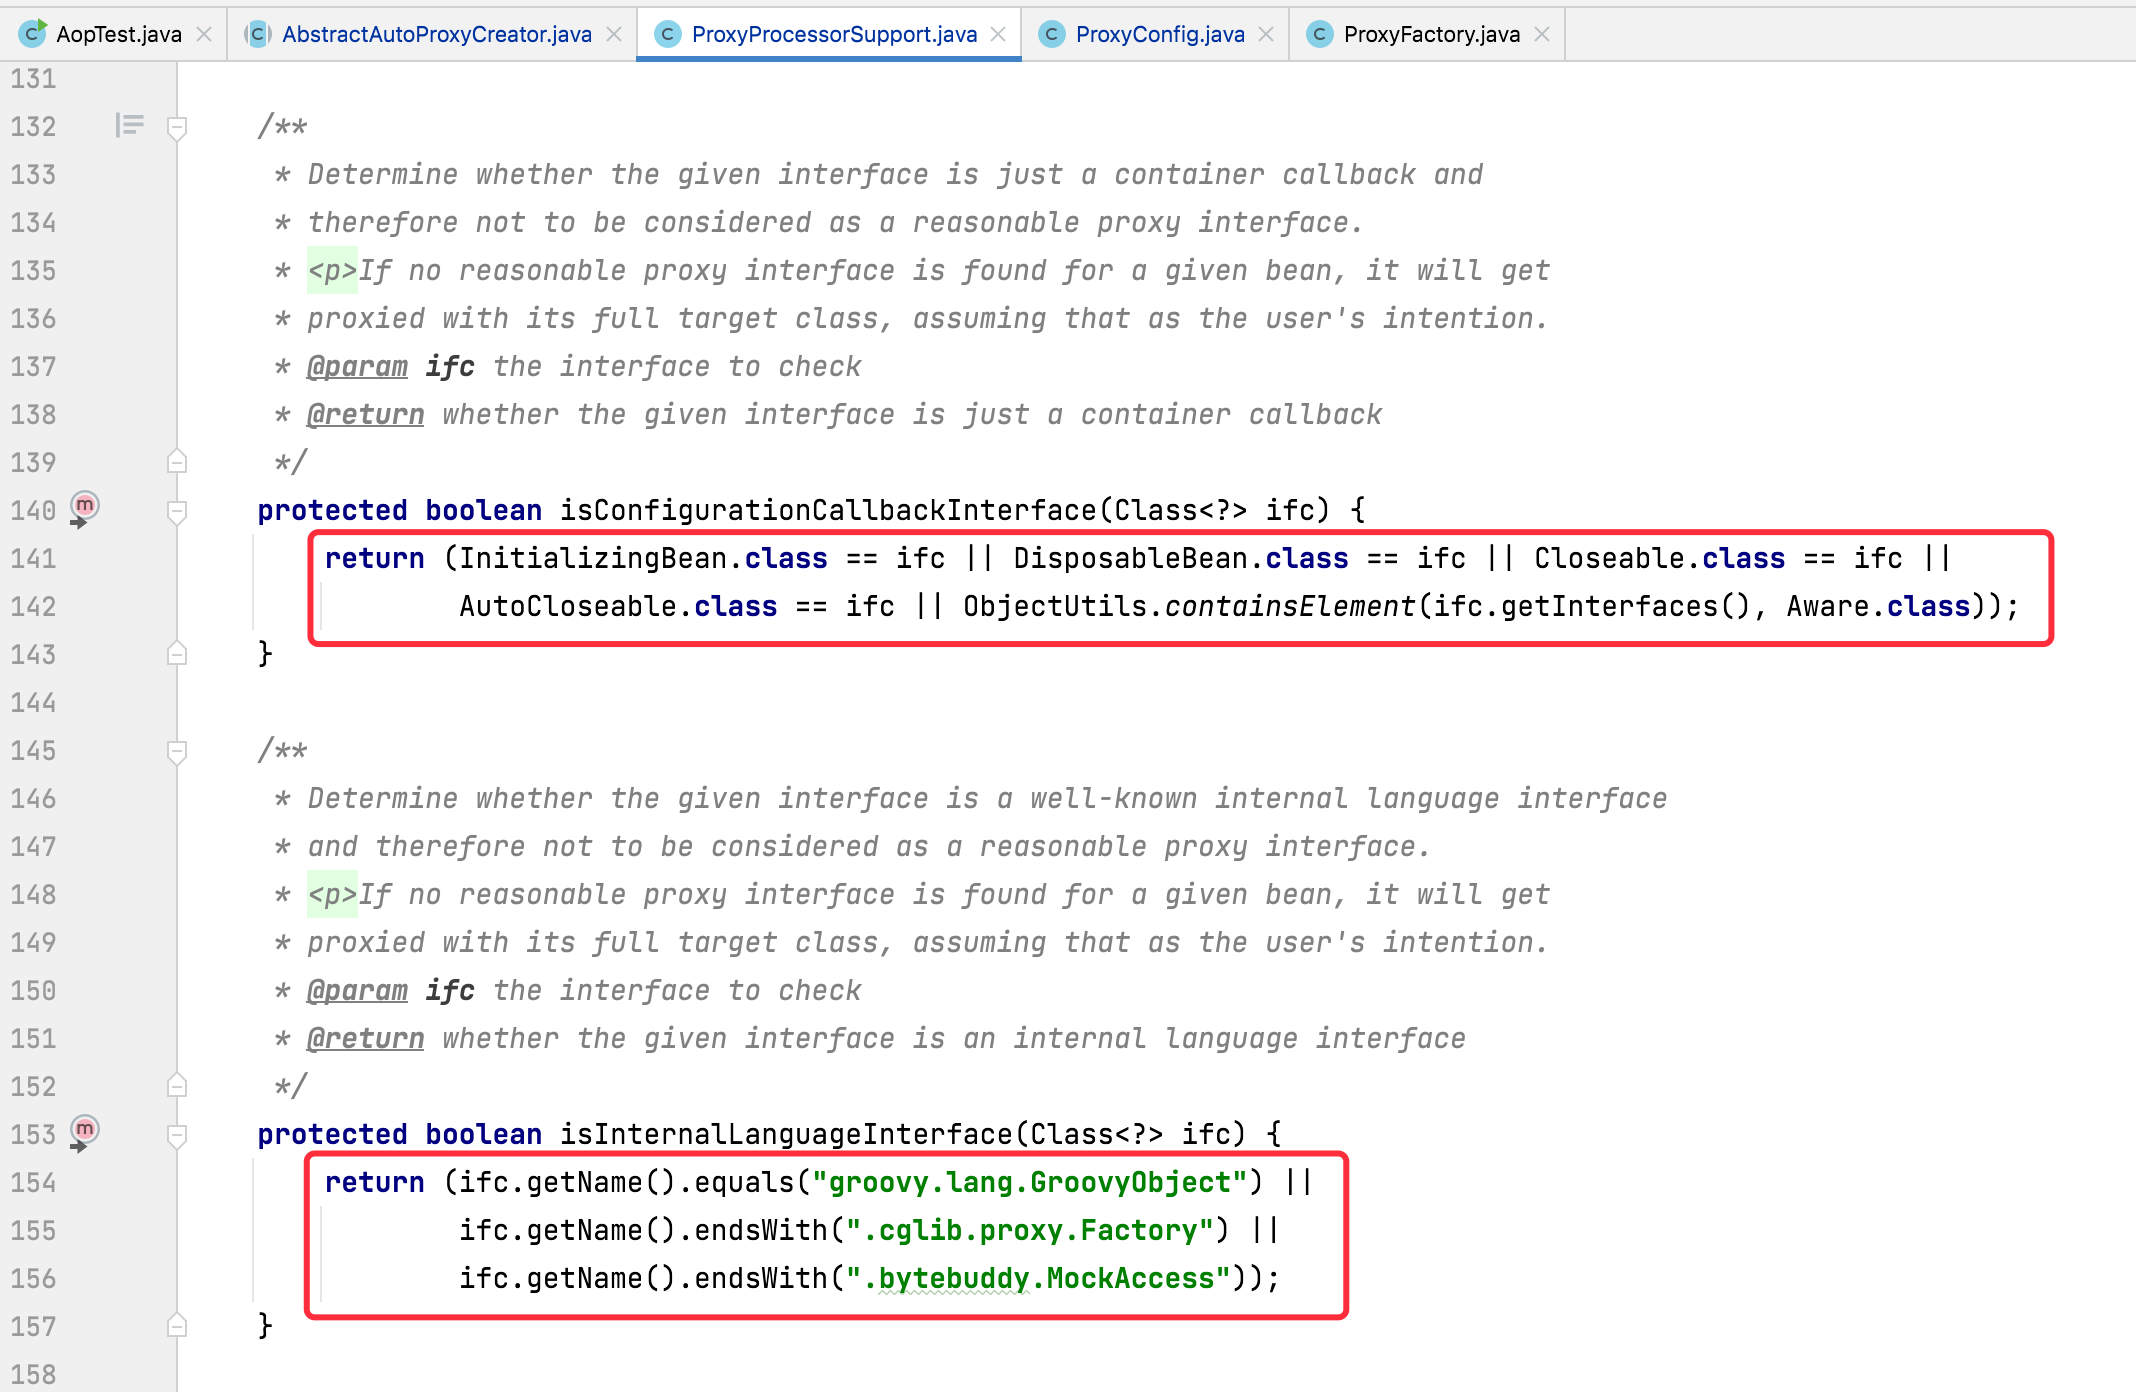 AopTest.java AbstractAutoProxyCreator.java ProxyProcessorSupport.java ProxyConfig.java ProxyFactory.java
131
132 /**
133 * Determine whether the given interface is just a container callback and
134 * therefore not to be considered as a reasonable proxy interface.
135 * <p>If no reasonable proxy interface is found for a given bean, it will get
136 * proxied with its full target class, assuming that as the user's intention.
137 * @param ifc the interface to check
138 * @return whether the given interface is just a container callback
139 */
140 protected boolean isConfigurationCallbackInterface(Class<?> ifc) {
141 return (InitializingBean.class == ifc || DisposableBean.class == ifc || Closeable.class == ifc ||
142 AutoCloseable.class == ifc || ObjectUtils.containsElement(ifc.getInterfaces(), Aware.class));
143 }
144
145 /**
146 * Determine whether the given interface is a well-known internal language interface
147 * and therefore not to be considered as a reasonable proxy interface.
148 * <p>If no reasonable proxy interface is found for a given bean, it will get
149 * proxied with its full target class, assuming that as the user's intention.
150 * @param ifc the interface to check
151 * @return whether the given interface is an internal language interface
152 */
153 protected boolean isInternalLanguageInterface(Class<?> ifc) {
154 return (ifc.getName().equals("groovy.lang.GroovyObject") ||
155 ifc.getName().endsWith(".cglib.proxy.Factory") ||
156 ifc.getName().endsWith(".bytebuddy.MockAccess"));
157 }
158